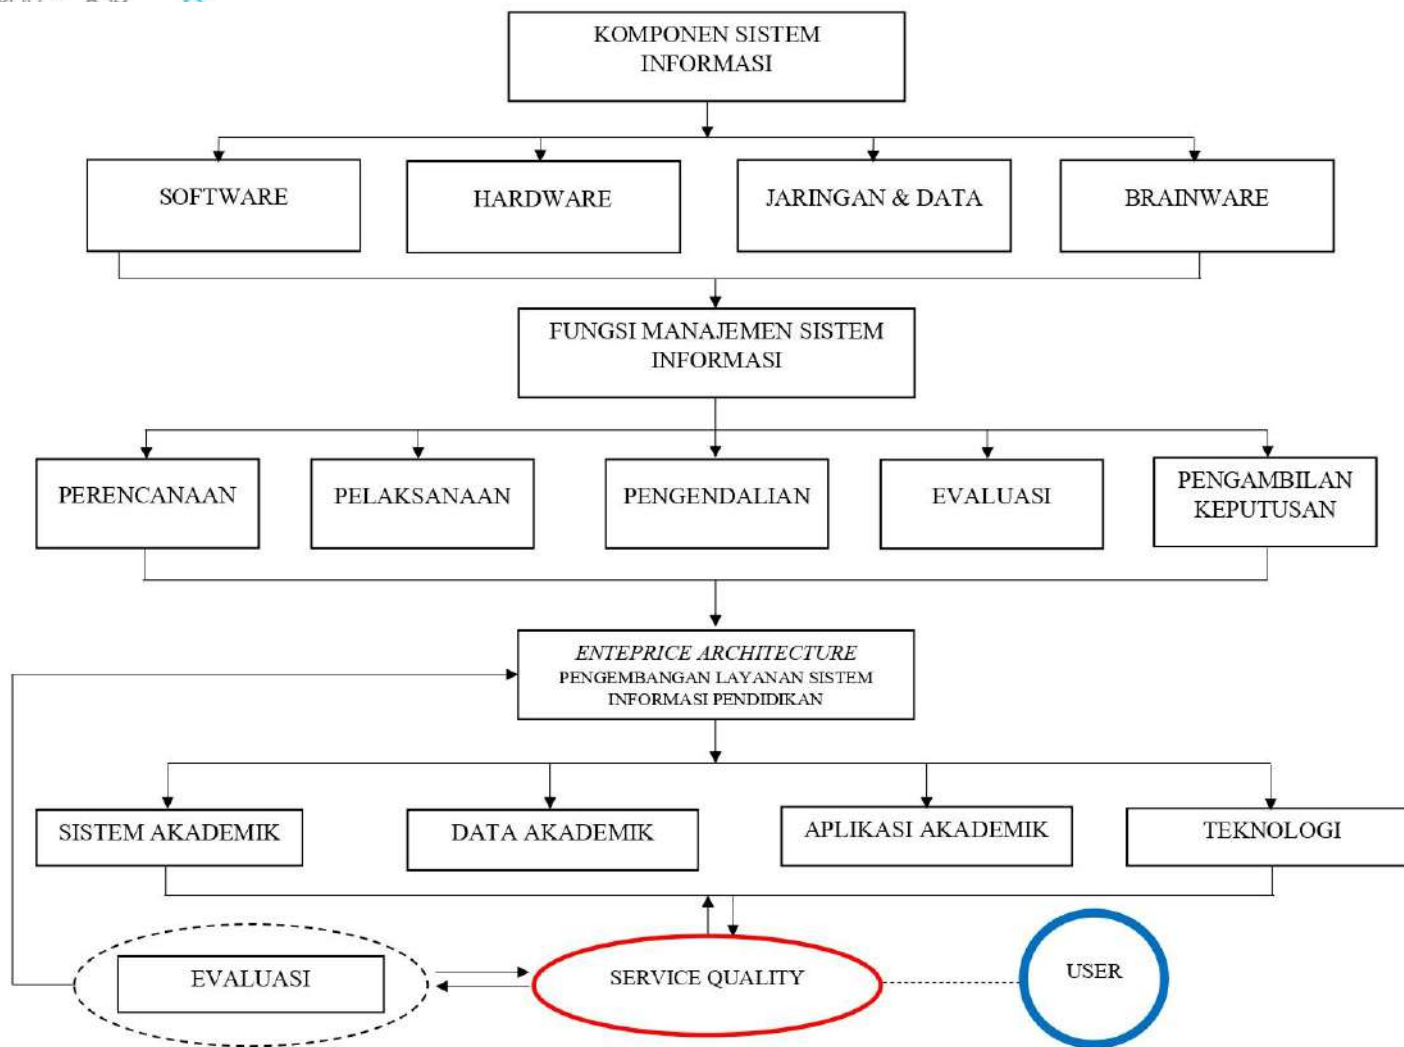 KOMPONEN SISTEM
INFORMASI
SOFTWARE
HARDWARE
JARINGAN & DATA
BRAINWARE
FUNGSI MANAJEMEN SISTEM
INFORMASI
PERENCANAAN
PELAKSANAAN
PENGENDALIAN
EVALUASI
PENGAMBILAN
KEPUTUSAN
ENTEPRICE ARCHITECTURE
PENGEMBANGAN LAYANAN SISTEM
INFORMASI PENDIDIKAN
SISTEM AKADEMIK
DATA AKADEMIK
APLIKASI AKADEMIK
TEKNOLOGI
EVALUASI
SERVICE QUALITY
USER